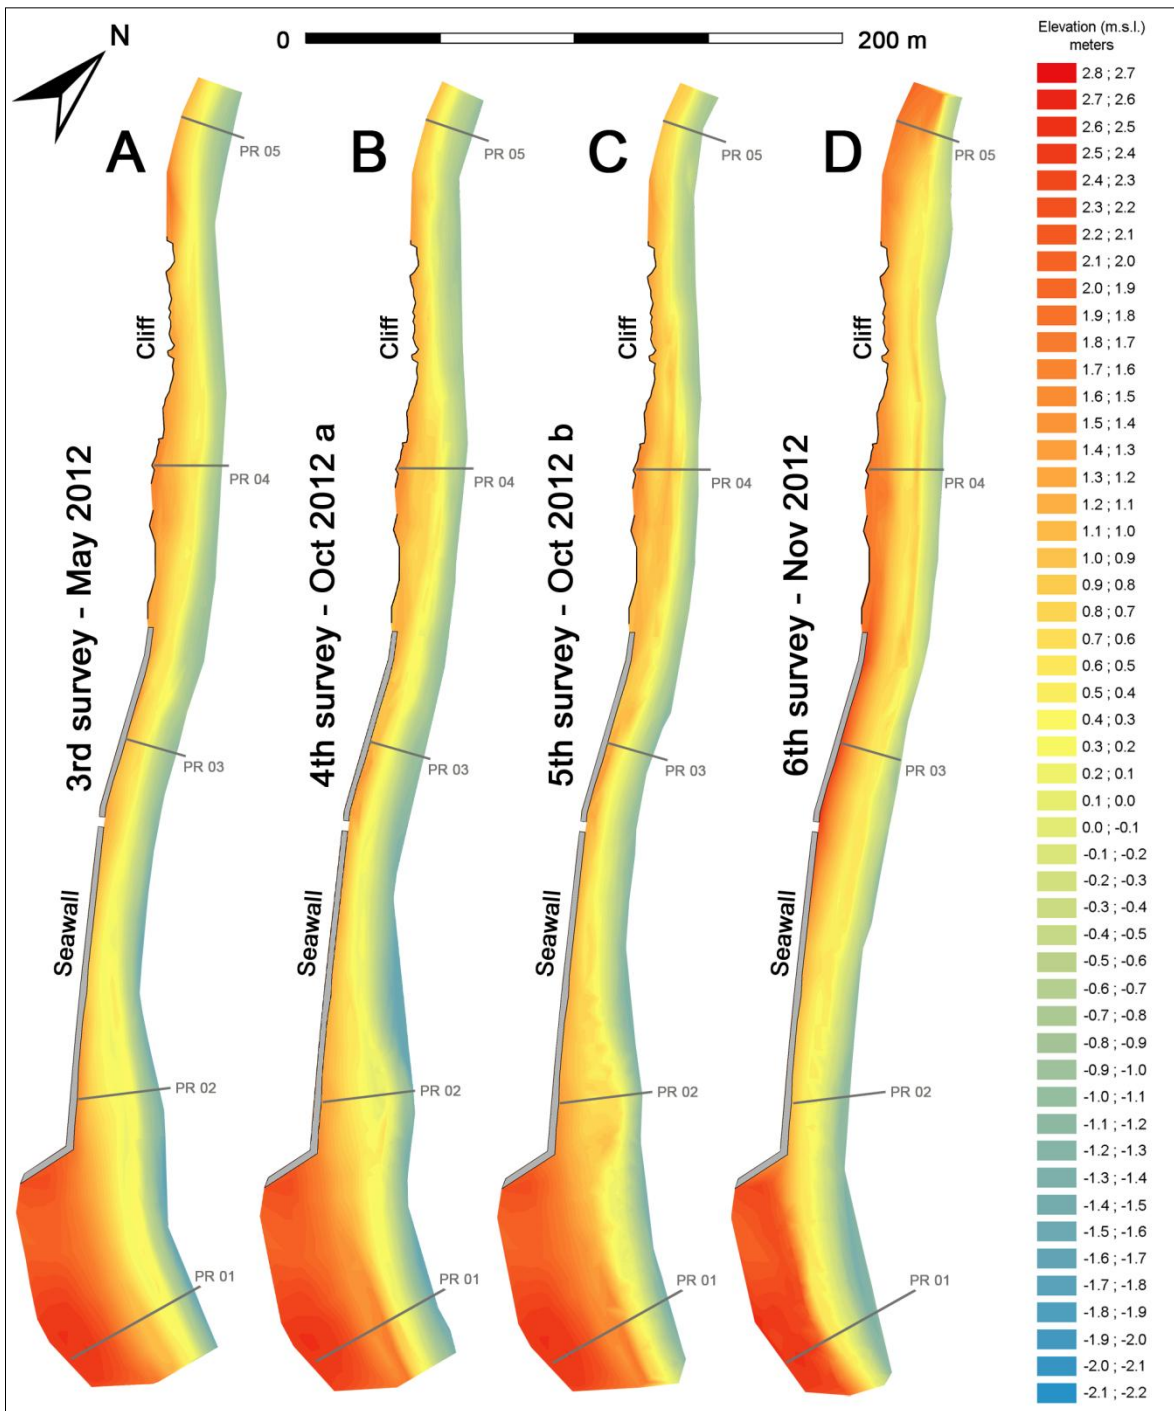 N
0
200 m
Elevation (m.s.l.)
meters
A
B
C
D
PR 05
PR 05
PR 05
PR 05
Cliff
Cliff
Cliff
Cliff
3rd survey - May 2012
4th survey - Oct 2012 a
5th survey - Oct 2012 b
6th survey - Nov 2012
PR 04
PR 04
PR 04
PR 04
PR 03
PR 03
PR 03
PR 03
Seawall
Seawall
Seawall
Seawall
PR 02
PR 02
PR 02
PR 02
PR 01
PR 01
PR 01
PR 01
2.8 ; 2.7
2.7 ; 2.6
2.6 ; 2.5
2.5 ; 2.4
2.4 ; 2.3
2.3 ; 2.2
2.2 ; 2.1
2.1 ; 2.0
2.0 ; 1.9
1.9 ; 1.8
1.8 ; 1.7
1.7 ; 1.6
1.6 ; 1.5
1.5 ; 1.4
1.4 ; 1.3
1.3 ; 1.2
1.2 ; 1.1
1.1 ; 1.0
1.0 ; 0.9
0.9 ; 0.8
0.8 ; 0.7
0.7 ; 0.6
0.6 ; 0.5
0.5 ; 0.4
0.4 ; 0.3
0.3 ; 0.2
0.2 ; 0.1
0.1 ; 0.0
0.0 ; -0.1
-0.1 ; -0.2
-0.2 ; -0.3
-0.3 ; -0.4
-0.4 ; -0.5
-0.5 ; -0.6
-0.6 ; -0.7
-0.7 ; -0.8
-0.8 ; -0.9
-0.9 ; -1.0
-1.0 ; -1.1
-1.1 ; -1.2
-1.2 ; -1.3
-1.3 ; -1.4
-1.4 ; -1.5
-1.5 ; -1.6
-1.6 ; -1.7
-1.7 ; -1.8
-1.8 ; -1.9
-1.9 ; -2.0
-2.0 ; -2.1
-2.1 ; -2.2